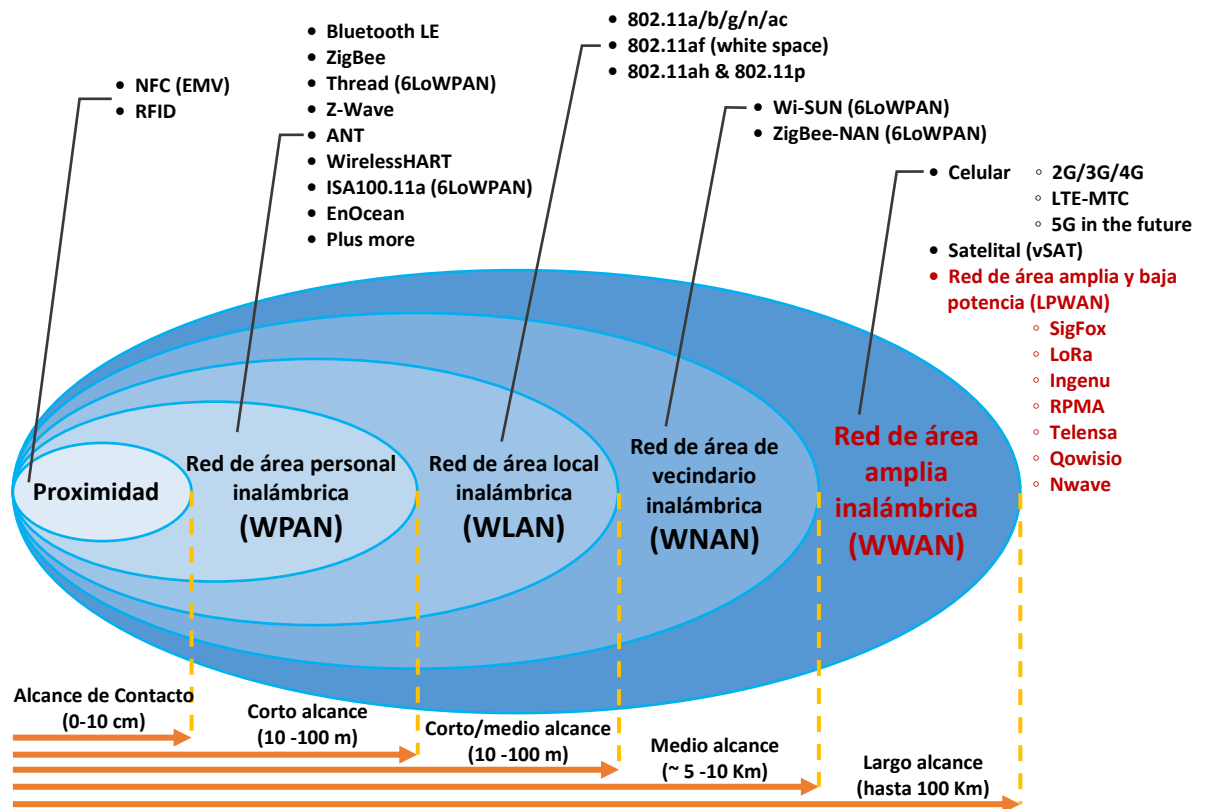 • NFC (EMV)
• RFID
• Bluetooth LE
• ZigBee
• Thread (6LoWPAN)
• Z-Wave
• ANT
• WirelessHART
• ISA100.11a (6LoWPAN)
• EnOcean
• Plus more
• 802.11a/b/g/n/ac
• 802.11af (white space)
• 802.11ah & 802.11p
• Wi-SUN (6LoWPAN)
• ZigBee-NAN (6LoWPAN)
• Celular
◦ 2G/3G/4G
◦ LTE-MTC
◦ 5G in the future
• Satelital (vSAT)
• Red de área amplia y baja
potencia (LPWAN)
◦ SigFox
◦ LoRa
◦ Ingenu
◦ RPMA
◦ Telensa
◦ Qowisio
◦ Nwave
Proximidad
Red de área personal
inalámbrica
(WPAN)
Red de área local
inalámbrica
(WLAN)
Red de área de
vecindario
inalámbrica
(WNAN)
Red de área
amplia
inalámbrica
(WWAN)
Alcance de Contacto
(0-10 cm)
Corto alcance
(10 -100 m)
Corto/medio alcance
(10 -100 m)
Medio alcance
(~ 5 -10 Km)
Largo alcance
(hasta 100 Km)